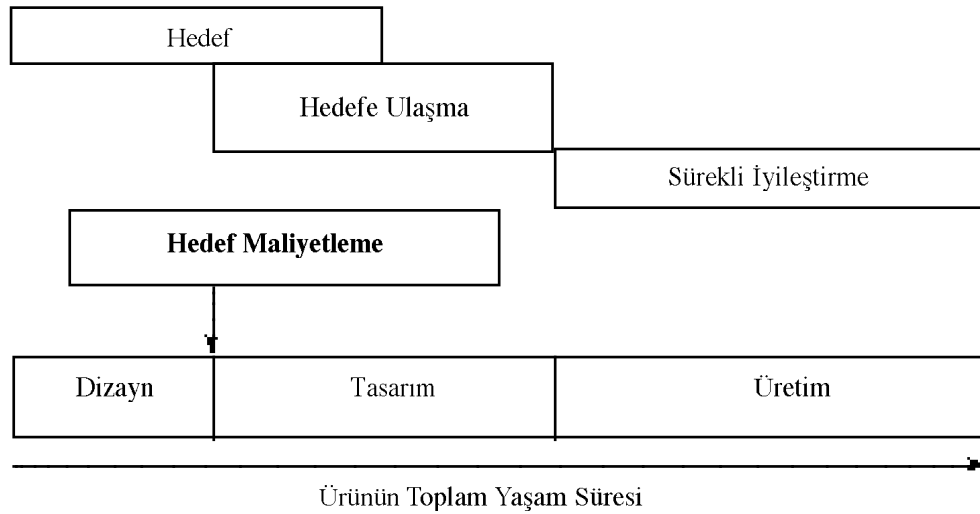 Hedef
Hedefe Ulaşma
Sürekli İyileştirme
Hedef Maliyetleme
Dizayn
Tasarım
Üretim
Ürünün Toplam Yaşam Süresi